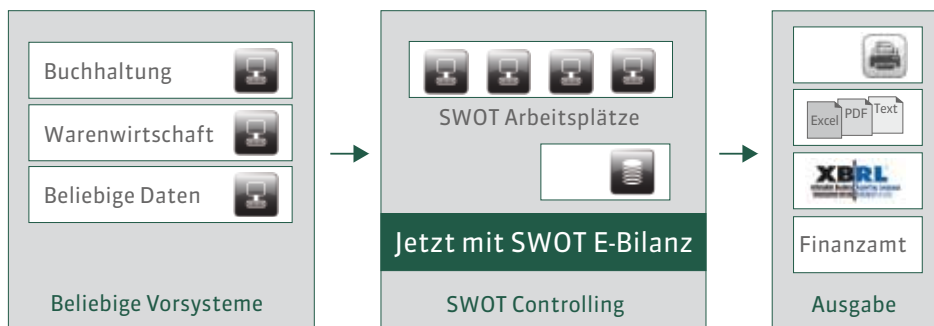 Buchhaltung
Warenwirtschaft
Beliebige Daten
Beliebige Vorsysteme
SWOT Arbeitsplätze
Jetzt mit SWOT E-Bilanz
SWOT Controlling
Excel PDF Text
XBRL
Finanzamt
Ausgabe